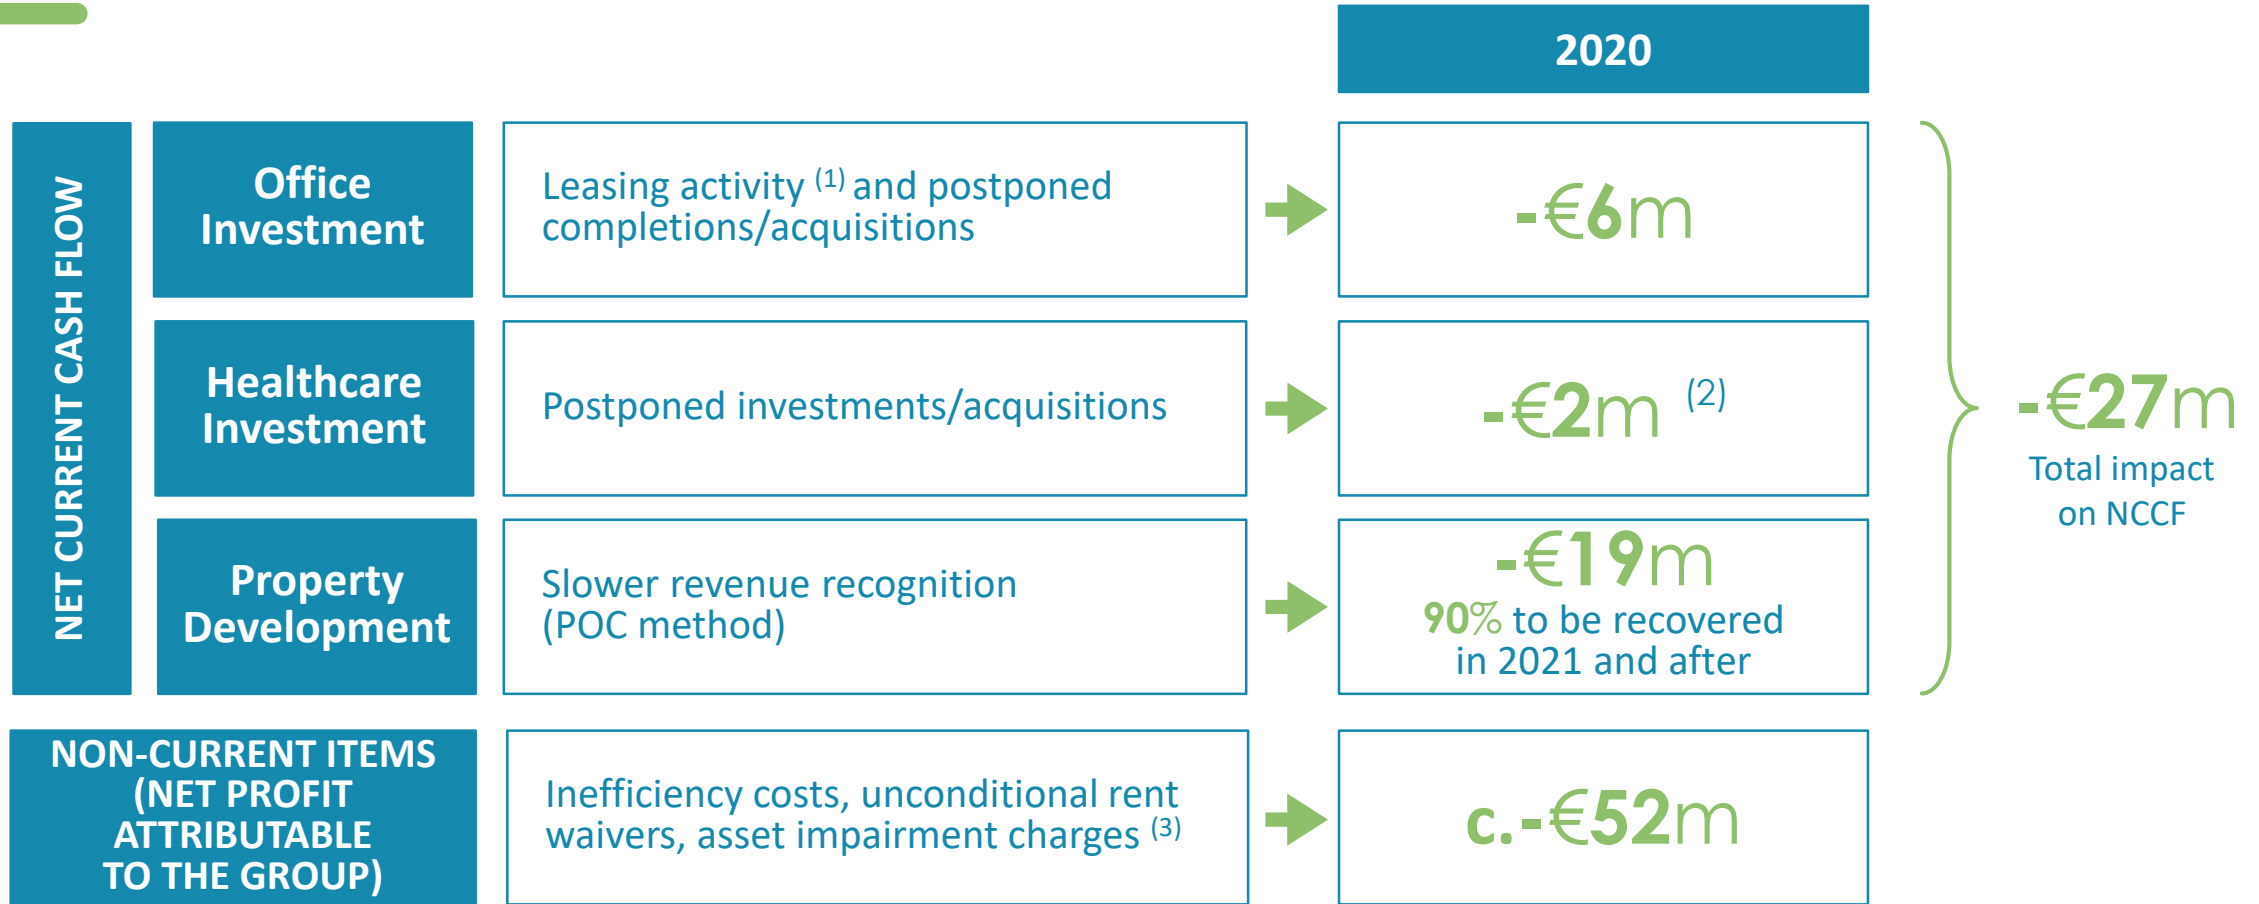 2020
NET CURRENT CASH FLOW
Office
Investment
Leasing activity (1) and postponed
completions/acquisitions
-€6m
Healthcare
Investment
Postponed investments/acquisitions
-€2m (2)
Property
Development
Slower revenue recognition
(POC method)
-€19m
90% to be recovered
in 2021 and after
-€27m
Total impact
on NCCF
NON-CURRENT ITEMS
(NET PROFIT
ATTRIBUTABLE
TO THE GROUP)
Inefficiency costs, unconditional rent
waivers, asset impairment charges (3)
c.-€52m